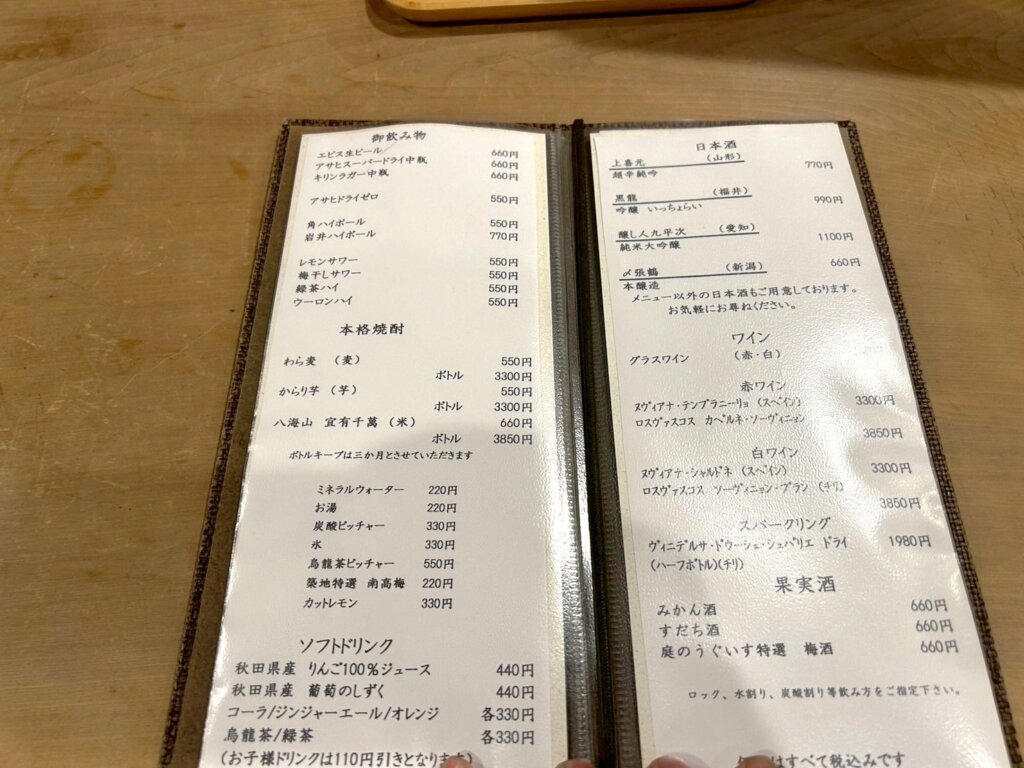 御飲み物
エビス生ビール 660円
アサヒスーパードライ中瓶 660円
キリンラガー中瓶 660円
アサヒドライゼロ 550円
角ハイボール 550円
岩井ハイボール 770円
レモンサワー 550円
梅干しサワー 550円
緑茶ハイ 550円
ウーロンハイ 550円
本格焼酎
わら麦 (麦) 550円
ボトル 3300円
からり芋 (芋) 550円
ボトル 3300円
八海山 宜有千萬 (米) 660円
ボトル 3850円
ボトルキープは三か月とさせていただきます
ミネラルウォーター 220円
お湯 220円
炭酸ピッチャー 330円
氷 330円
烏龍茶ピッチャー 550円
築地特選 南高梅 220円
カットレモン 330円
ソフトドリンク
秋田県産 りんご100%ジュース 440円
秋田県産 葡萄のしずく 440円
コーラ/ジンジャーエール/オレンジ 各330円
烏龍茶/緑茶 各330円
(お子様ドリンクは110円引きとなります)
日本酒
上喜元 (山形) 770円
超辛純吟
黒龍 (福井) 990円
吟醸 いっちょらい
醸し人九平次 (愛知) 1100円
純米大吟醸
〆張鶴 (新潟) 660円
本醸造
メニュー以外の日本酒もご用意しております。
お気軽にお尋ねください。
ワイン
グラスワイン (赤・白)
赤ワイン
ヌヴィアナ・テンプラニーリョ (スペイン) 3300円
ロスヴァスコス カベルネ・ソーヴィニョン
3850円
白ワイン
ヌヴィアナ・シャルドネ (スペイン) 3300円
ロスヴァスコス ソーヴィニョン・ブラン (チリ)
3850円
スパークリング
ヴィニデルサ・ドゥーシェ・シュバリエ ドライ 1980円
(ハーフボトル)(チリ)
果実酒
みかん酒 660円
すだち酒 660円
庭のうぐいす特選 梅酒 660円
ロック、水割り、炭酸割り等飲み方をご指定下さい。
はすべて税込みです